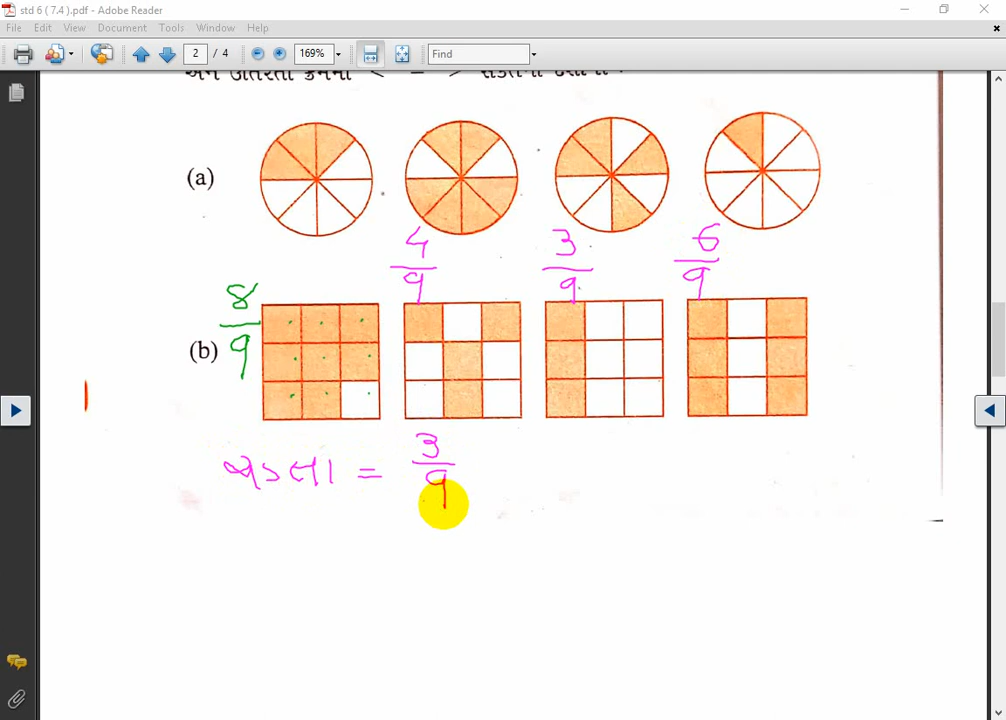 std 6 ( 7.4 ).pdf - Adobe Reader
File Edit View Document Tools Window Help
2 / 4 169% Find
(a)
4/9 3/9 6/9
8/9
(b)
ચડતા = 3/9